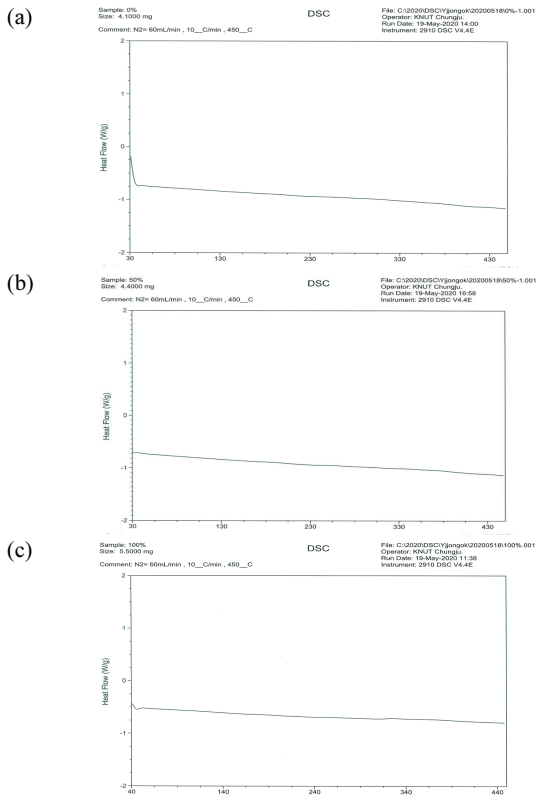 (a)
Sample: 0%
Size: 4.1000 mg
Comment: N2= 60mL/min , 10__C/min , 450__C
DSC
File: C:\2020\DSC\Yjjongok\20200518\0%-1.001
Operator: KNUT Chungju.
Run Date: 19-May-2020 14:00
Instrument: 2910 DSC V4.4E
2
1
0
-1
-2
Heat Flow (W/g)
30 130 230 330 430
(b)
Sample: 50%
Size: 4.4000 mg
Comment: N2= 60mL/min , 10__C/min , 450__C
DSC
File: C:\2020\DSC\Yjjongok\20200518\50%-1.001
Operator: KNUT Chungju.
Run Date: 19-May-2020 16:58
Instrument: 2910 DSC V4.4E
2
1
0
-1
-2
Heat Flow (W/g)
30 130 230 330 430
(c)
Sample: 100%
Size: 5.5000 mg
Comment: N2= 60mL/min , 10__C/min , 450__C
DSC
File: C:\2020\DSC\Yjjongok\20200518\100%.001
Operator: KNUT Chungju.
Run Date: 19-May-2020 11:38
Instrument: 2910 DSC V4.4E
2
1
0
-1
-2
Heat Flow (W/g)
40 140 240 340 440